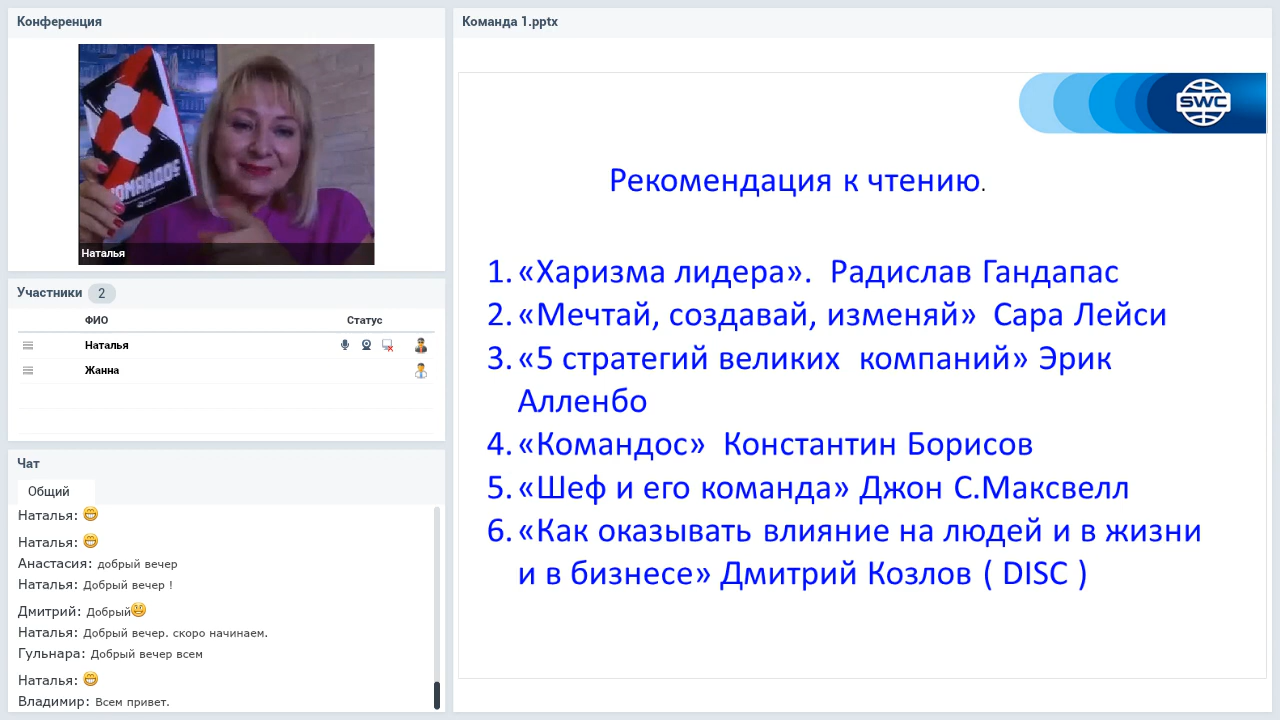 Конференция
КОМАНДОС
Наталья
Участники 2
ФИО Статус
Наталья
Жанна
Чат
Общий
Наталья:
Наталья:
Анастасия: добрый вечер
Наталья: Добрый вечер !
Дмитрий: Добрый
Наталья: Добрый вечер. скоро начинаем.
Гульнара: Добрый вечер всем
Наталья:
Владимир: Всем привет.
Команда 1.pptx
SWC
Рекомендация к чтению.
1. «Харизма лидера». Радислав Гандапас
2. «Мечтай, создавай, изменяй» Сара Лейси
3. «5 стратегий великих компаний» Эрик
Алленбо
4. «Командос» Константин Борисов
5. «Шеф и его команда» Джон С.Максвелл
6. «Как оказывать влияние на людей и в жизни
и в бизнесе» Дмитрий Козлов ( DISC )